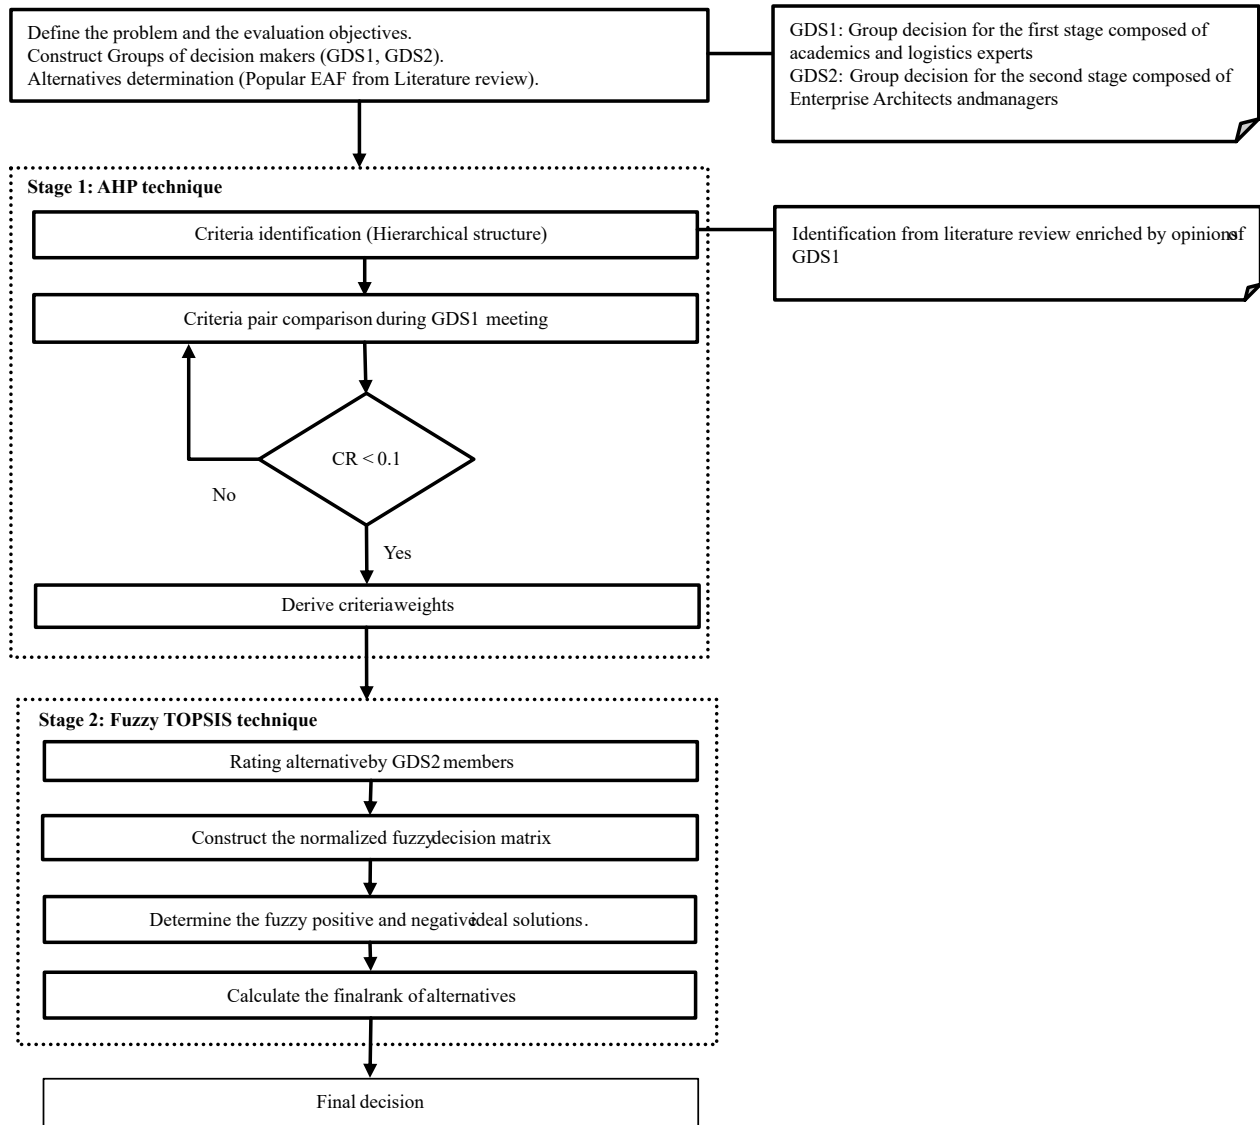 Define the problem and the evaluation objectives.
Construct Groups of decision makers (GDS1, GDS2).
Alternatives determination (Popular EAF from Literature review).
GDS1: Group decision for the first stage composed of
academics and logistics experts
GDS2: Group decision for the second stage composed of
Enterprise Architects andmanagers
Stage 1: AHP technique
Criteria identification (Hierarchical structure)
Identification from literature review enriched by opinions of
GDS1
Criteria pair comparison during GDS1 meeting
CR < 0.1
No
Yes
Derive criteriaweights
Stage 2: Fuzzy TOPSIS technique
Rating alternativeby GDS2 members
Construct the normalized fuzzydecision matrix
Determine the fuzzy positive and negative ideal solutions.
Calculate the finalrank of alternatives
Final decision